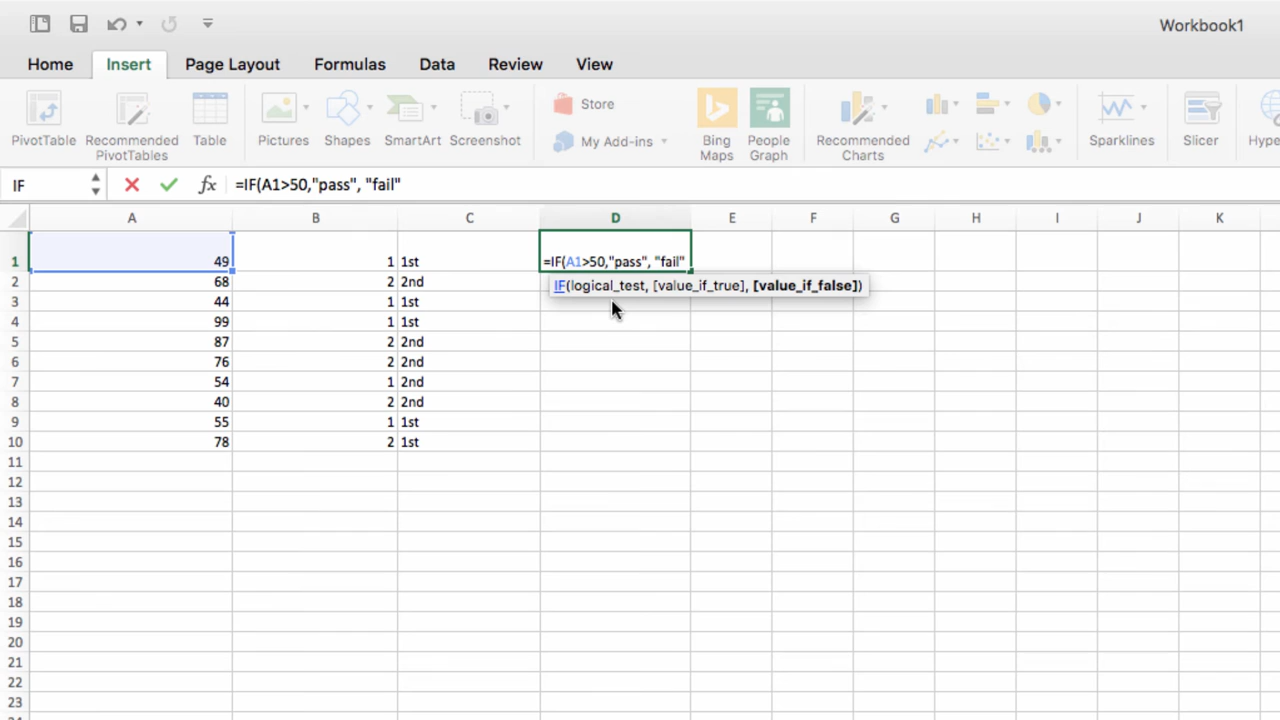 Workbook1
Home Insert Page Layout Formulas Data Review View
PivotTable
Recommended
PivotTables
Table
Pictures
Shapes
SmartArt
Screenshot
Store
My Add-ins
Bing
Maps
People
Graph
Recommended
Charts
Sparklines
Slicer
Hype
IF fx =IF(A1>50,"pass", "fail"
A B C D E F G H I J K
1 49 1 1st =IF(A1>50,"pass", "fail"
2 68 2 2nd
IF(logical_test, [value_if_true], [value_if_false])
3 44 1 1st
4 99 1 1st
5 87 2 2nd
6 76 2 2nd
7 54 1 2nd
8 40 2 2nd
9 55 1 1st
10 78 2 1st
11
12
13
14
15
16
17
18
19
20
21
22
23